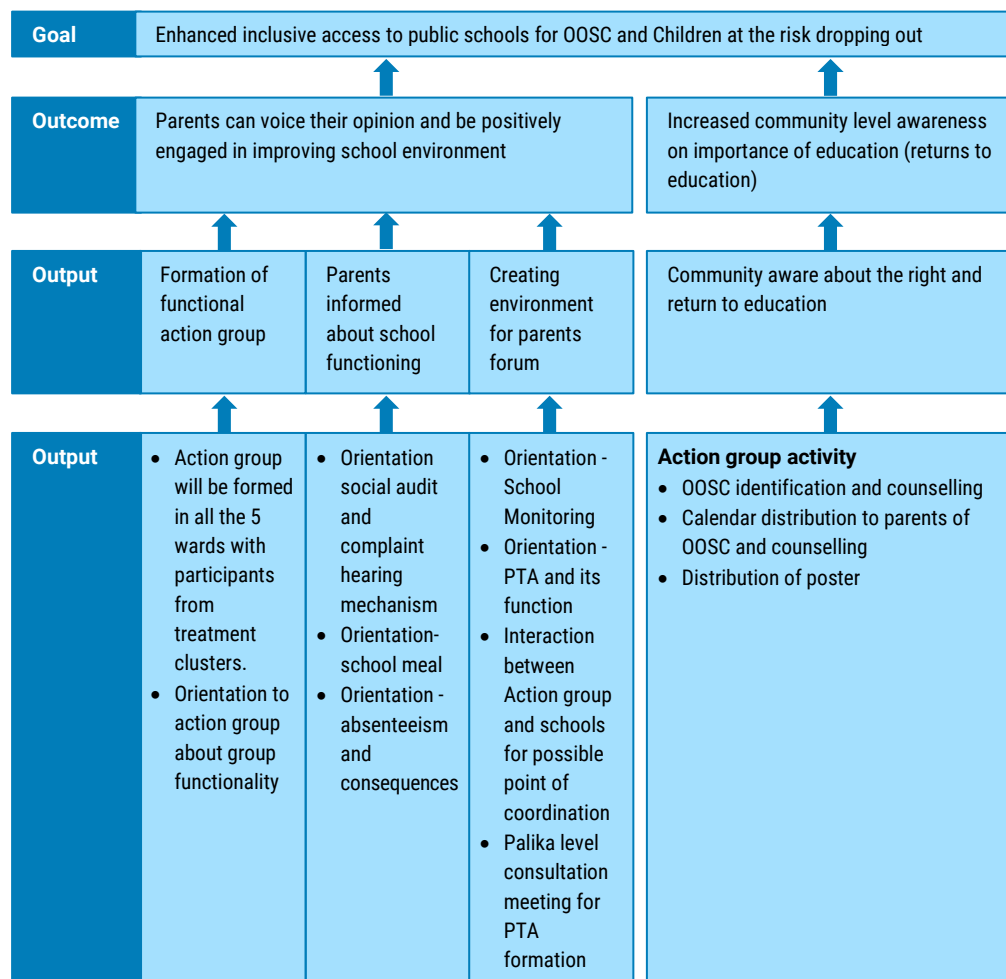 Goal
Enhanced inclusive access to public schools for OOSC and Children at the risk dropping out
Outcome
Parents can voice their opinion and be positively
engaged in improving school environment
Increased community level awareness
on importance of education (returns to
education)
Output
Formation of
functional
action group
Parents
informed
about school
functioning
Creating
environment
for parents
forum
Community aware about the right and
return to education
Output
• Action group
will be formed
in all the 5
wards with
participants
from
treatment
clusters.
• Orientation to
action group
about group
functionality
• Orientation
social audit
and
complaint
hearing
mechanism
• Orientation-
school meal
• Orientation -
absenteeism
and
consequences
• Orientation -
School
Monitoring
• Orientation -
PTA and its
function
• Interaction
between
Action group
and schools
for possible
point of
coordination
• Palika level
consultation
meeting for
PTA
formation
Action group activity
• OOSC identification and counselling
• Calendar distribution to parents of
OOSC and counselling
• Distribution of poster